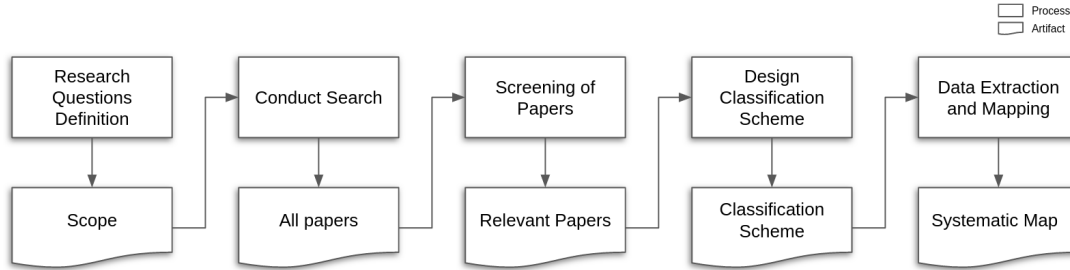 Process
Artifact
Research
Questions
Definition
Conduct Search
Screening of
Papers
Design
Classification
Scheme
Data Extraction
and Mapping
Scope
All papers
Relevant Papers
Classification
Scheme
Systematic Map